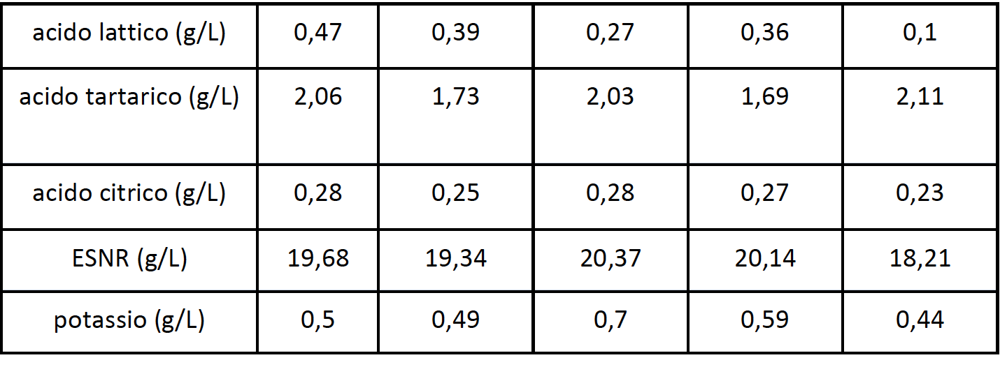 acido lattico (g/L) 0,47 0,39 0,27 0,36 0,1
acido tartarico (g/L) 2,06 1,73 2,03 1,69 2,11
acido citrico (g/L) 0,28 0,25 0,28 0,27 0,23
ESNR (g/L) 19,68 19,34 20,37 20,14 18,21
potassio (g/L) 0,5 0,49 0,7 0,59 0,44